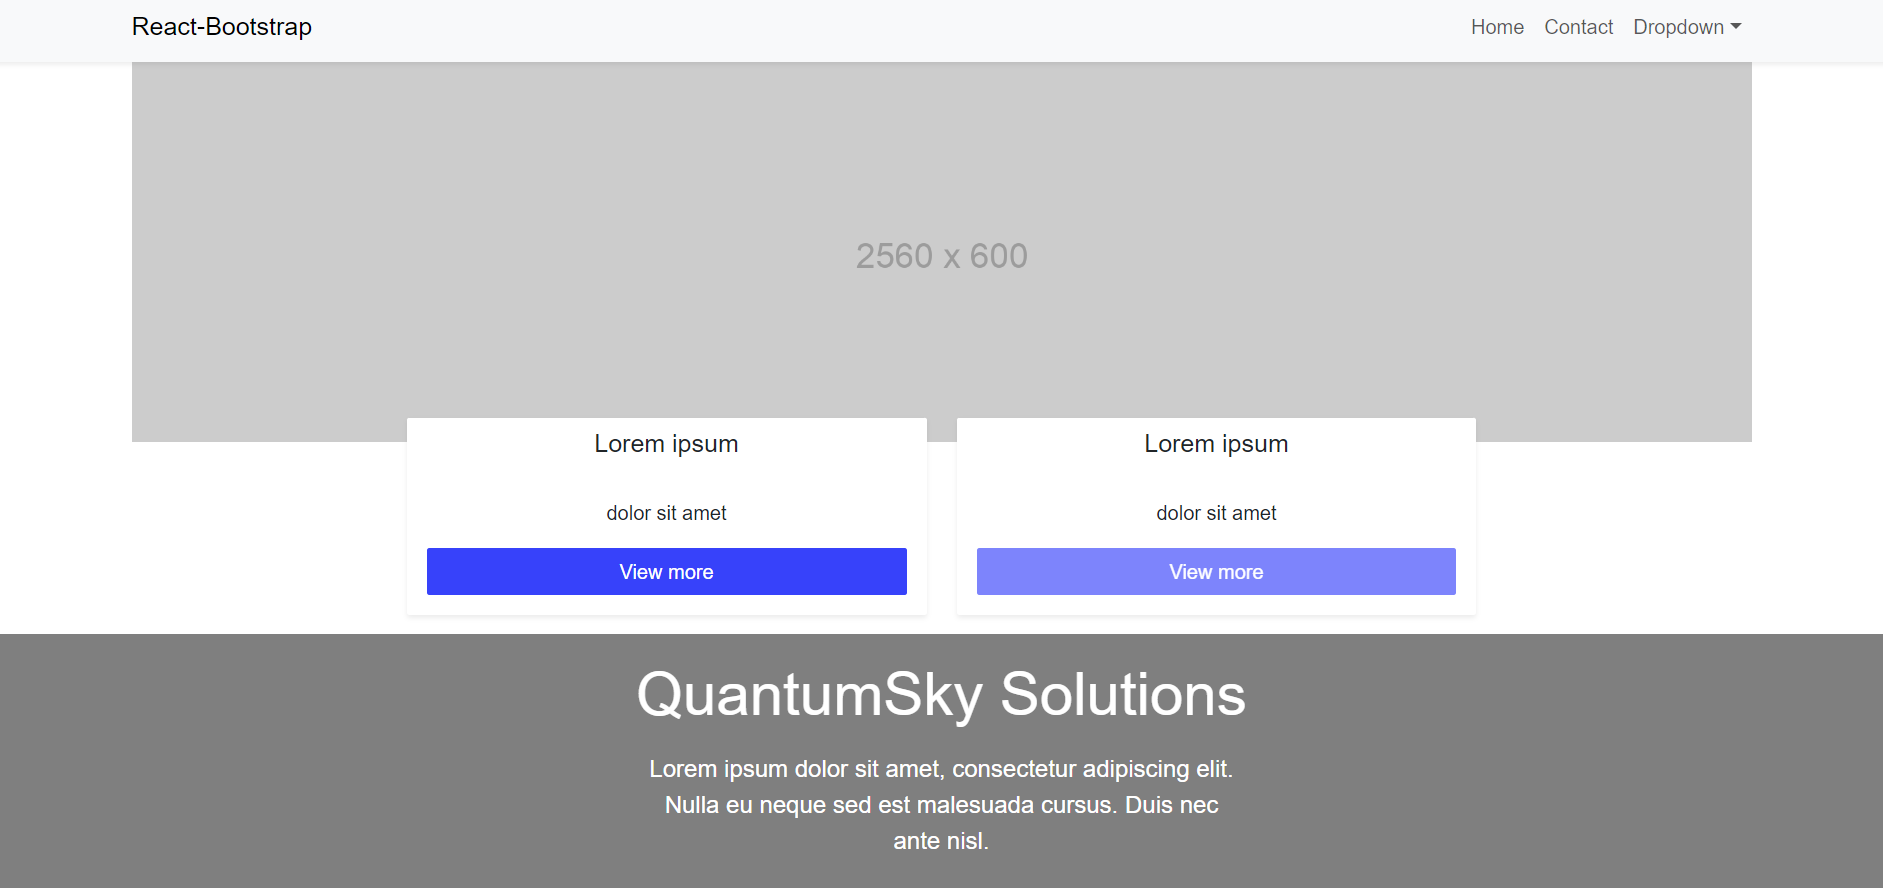 React-Bootstrap
Home Contact Dropdown
2560 x 600
Lorem ipsum
dolor sit amet
View more
Lorem ipsum
dolor sit amet
View more
QuantumSky Solutions
Lorem ipsum dolor sit amet, consectetur adipiscing elit.
Nulla eu neque sed est malesuada cursus. Duis nec
ante nisl.